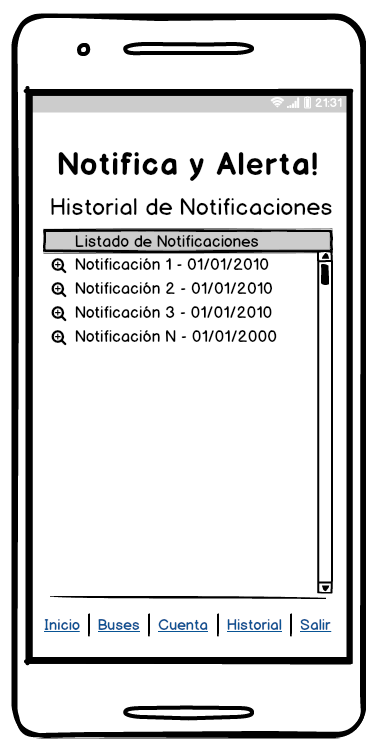 21:31
Notifica y Alerta!
Historial de Notificaciones
Listado de Notificaciones
Notificación 1 - 01/01/2010
Notificación 2 - 01/01/2010
Notificación 3 - 01/01/2010
Notificación N - 01/01/2000
Inicio | Buses | Cuenta | Historial | Salir